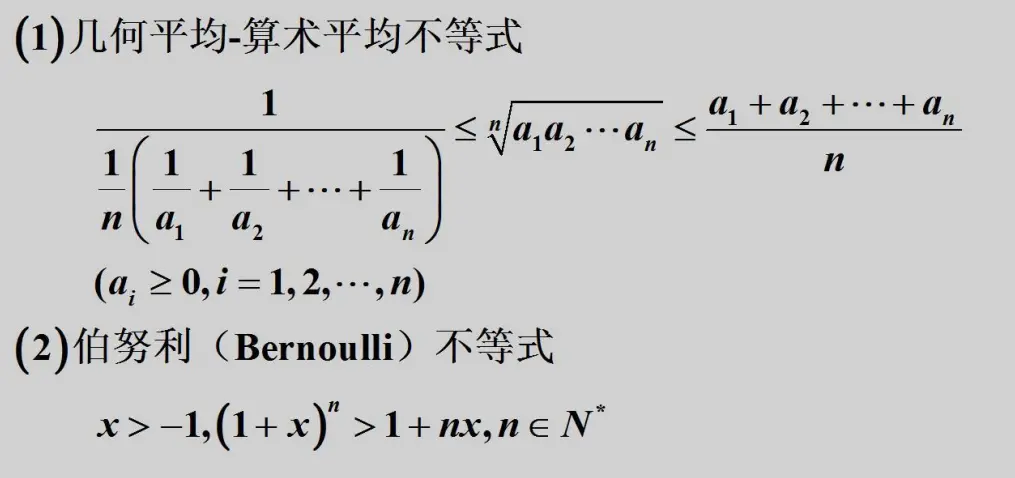 (1)几何平均-算术平均不等式
\frac{1}{\frac{1}{n}\left(\frac{1}{a_1}+\frac{1}{a_2}+\cdots+\frac{1}{a_n}\right)} \leq \sqrt[n]{a_1a_2\cdots a_n} \leq \frac{a_1+a_2+\cdots+a_n}{n}
(a_i \geq 0, i = 1, 2, \cdots, n)
(2)伯努利（Bernoulli）不等式
x > -1, (1+x)^n > 1+nx, n \in N^*